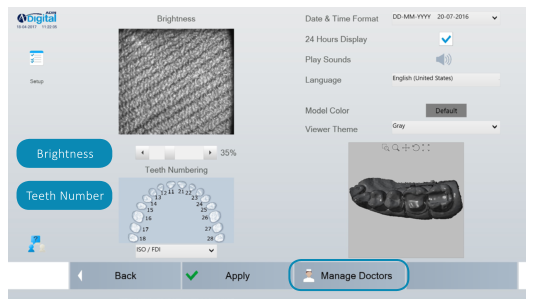 ACEM
Digital
19-04-2017 11:02:55
Setup
Brightness
Teeth Number
Brightness
35%
Teeth Numbering
12 11 21 22
13 23
14 24
15 25
16 26
17 27
18 28
ISO / FDI
Date & Time Format
DD-MM-YYYY 20-07-2016
24 Hours Display
Play Sounds
Language
English (United States)
Model Color
Default
Viewer Theme
Gray
Back
Apply
Manage Doctors